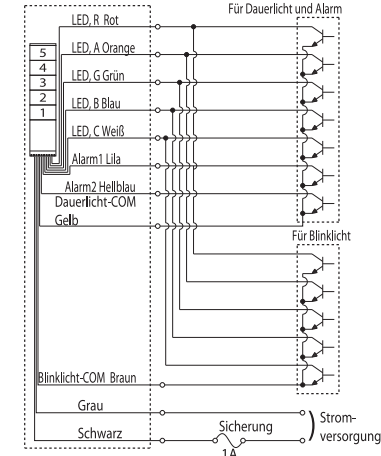 Für Dauerlicht und Alarm
LED, R Rot
LED, A Orange
5
4
3
2
1
LED, G Grün
LED, B Blau
LED, C Weiß
Alarm1 Lila
Alarm2 Hellblau
Dauerlicht-COM
Gelb
Für Blinklicht
Blinklicht-COM Braun
Grau
Schwarz
Sicherung
1A
Strom-
versorgung